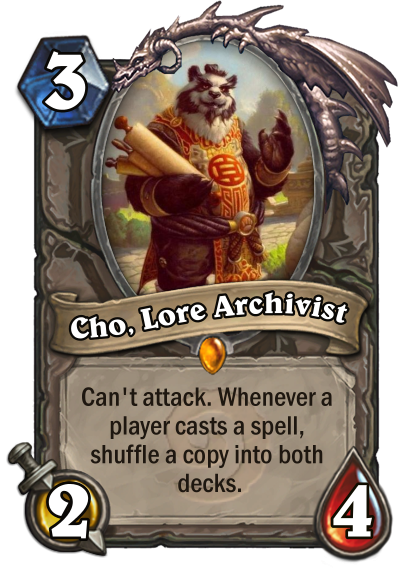 3
Cho, Lore Archivist
Can't attack. Whenever a
player casts a spell,
shuffle a copy into both
decks.
2
4